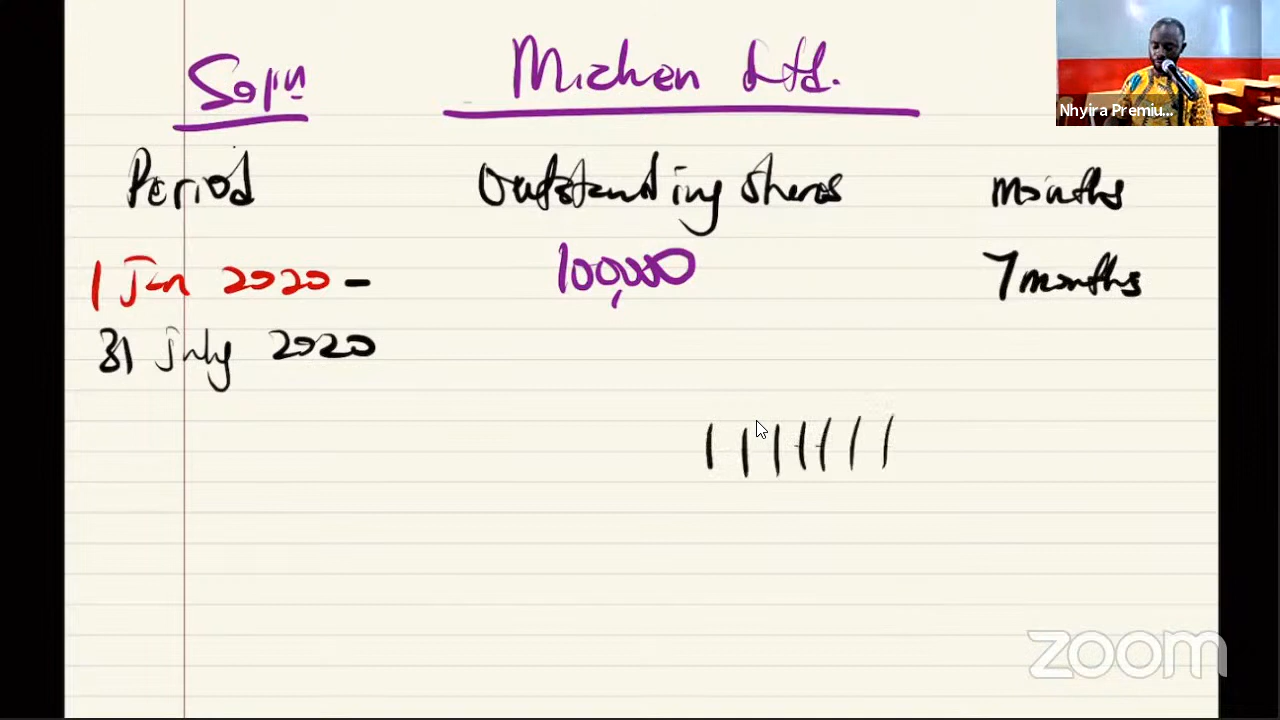 Soln Mizhen Ltd.
Nhyira Premiu...
Period Outstanding shares months
1 Jan 2020 - 100,000 7 months
31 July 2020
zoom